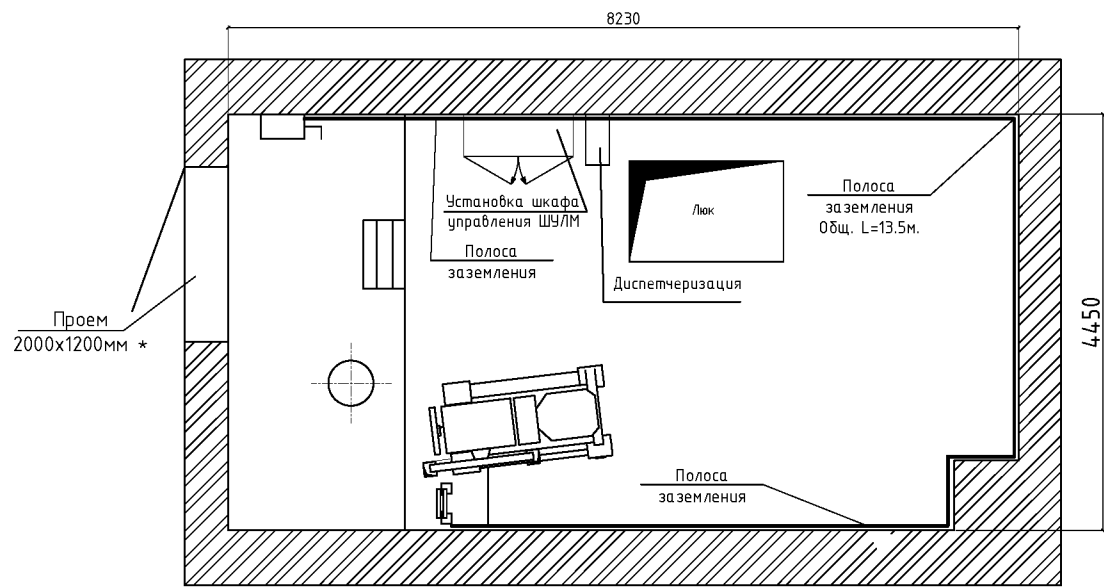 8230
Установка шкафа
управления ШУЛМ
Полоса
заземления
Люк
Диспетчеризация
Полоса
заземления
Общ. L=13.5м.
4450
Проем
2000х1200мм *
Полоса
заземления